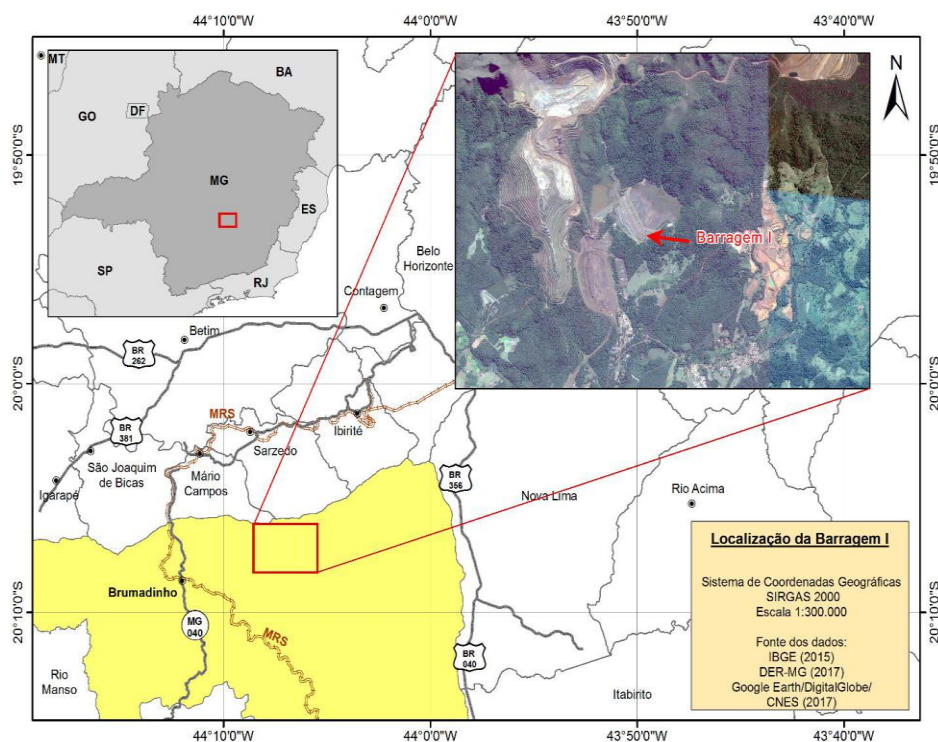 44°10'0"W
44°0'0"W
43°50'0"W
43°40'0"W
MT
BA
GO
DF
MG
ES
SP
RJ
N
Barragem I
19°50'0"S
19°50'0"S
Belo
Horizonte
Contagem
Betim
BR
262
20°0'0"S
20°0'0"S
MRS
Ibirité
BR
381
Sarzedo
São Joaquim
de Bicas
Mário
Campos
Igarapé
BR
356
Nova Lima
Rio Acima
Brumadinho
MG
040
MRS
20°10'0"S
20°10'0"S
Rio
Manso
BR
040
Itabirito
Localização da Barragem I
Sistema de Coordenadas Geográficas
SIRGAS 2000
Escala 1:300.000
Fonte dos dados:
IBGE (2015)
DER-MG (2017)
Google Earth/DigitalGlobe/
CNES (2017)
44°10'0"W
44°0'0"W
43°50'0"W
43°40'0"W